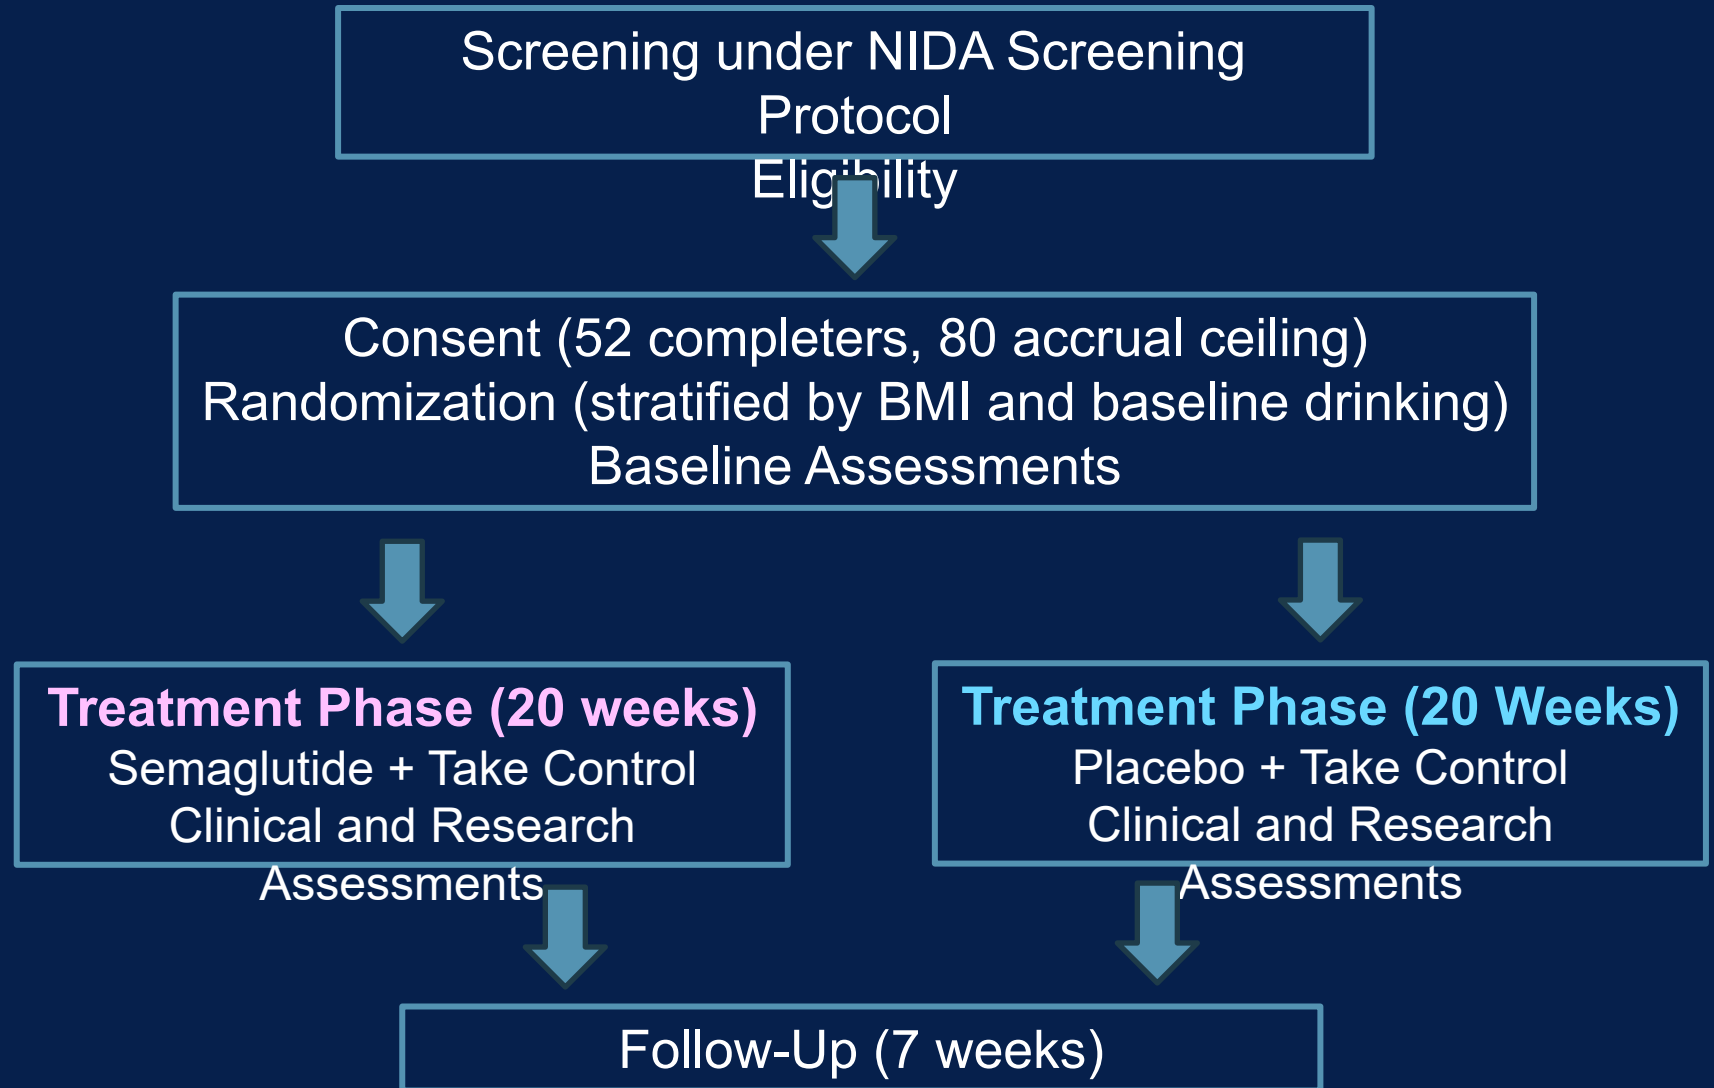 Screening under NIDA Screening
Protocol
Eligibility
Consent (52 completers, 80 accrual ceiling)
Randomization (stratified by BMI and baseline drinking)
Baseline Assessments
Treatment Phase (20 weeks)
Semaglutide + Take Control
Clinical and Research
Assessments
Treatment Phase (20 Weeks)
Placebo + Take Control
Clinical and Research
Assessments
Follow-Up (7 weeks)